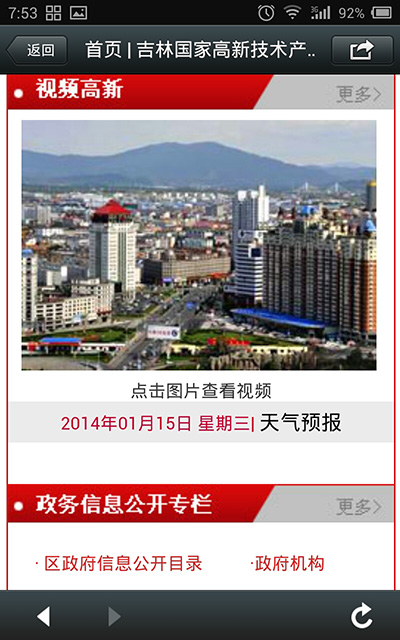 7:53
3G
92%
返回
首页 | 吉林国家高新技术产..
视频高新
更多>
点击图片查看视频
2014年01月15日 星期三| 天气预报
政务信息公开专栏
更多>
· 区政府信息公开目录
·政府机构